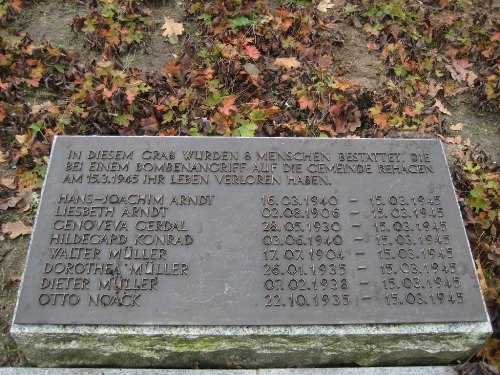 IN DIESEM GRAB WURDEN 8 MENSCHEN BESTATTET, DIE
BEI EINEM BOMBENANGRIFF AUF DIE GEMEINDE REHAGEN
AM 15.3.1945 IHR LEBEN VERLOREN HABEN.
HANS-JOACHIM ARNDT 16.03.1940 - 15.03.1945
LIESBETH ARNDT 02.08.1906 - 15.03.1945
GENOVEVA GERDAL 28.05.1930 - 15.03.1945
HILDEGARD KONRAD 03.06.1940 - 15.03.1945
WALTER MÜLLER 17.07.1904 - 15.03.1945
DOROTHEA MÜLLER 26.01.1935 - 15.03.1945
DIETER MÜLLER 07.02.1938 - 15.03.1945
OTTO NOACK 22.10.1935 - 15.03.1945